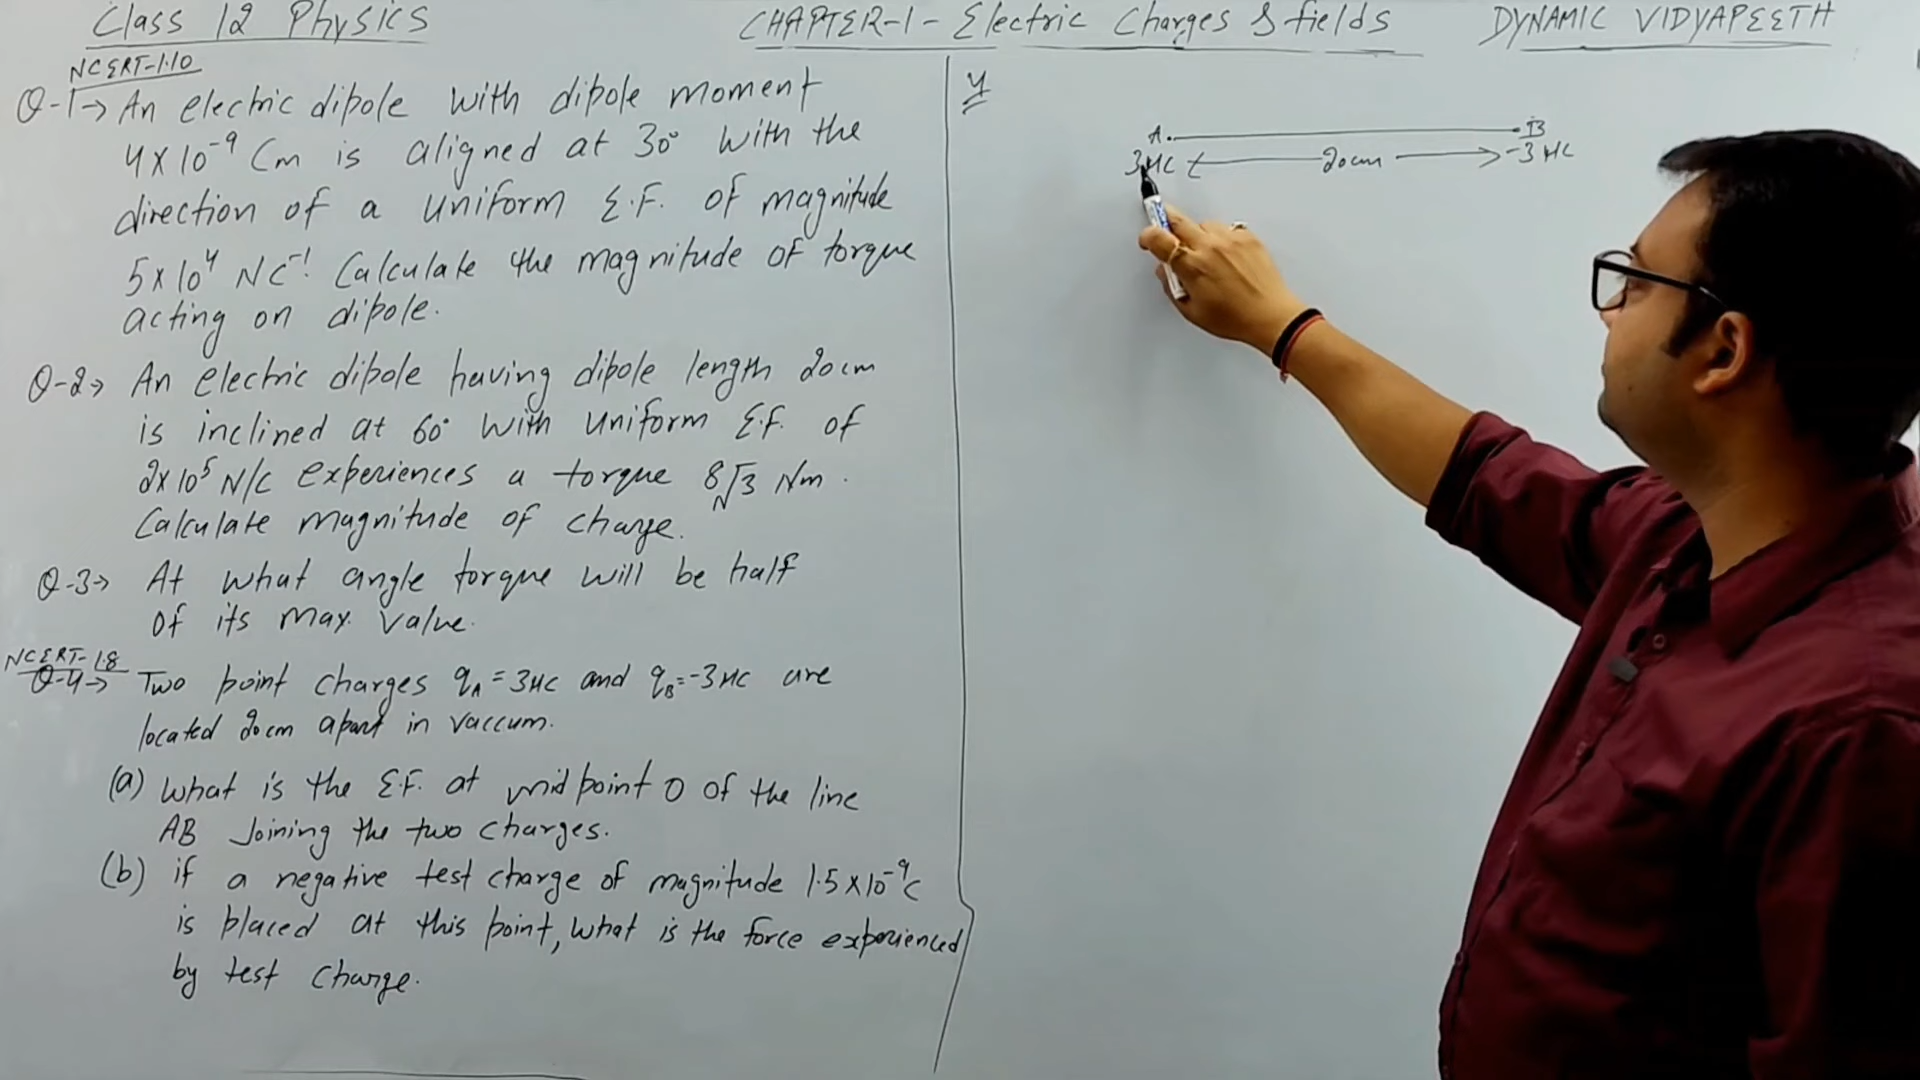 Class 12 Physics
CHAPTER-1 - Electric Charges & fields
DYNAMIC VIDYAPEETH
NCERT-1.10
Q-1→ An electric dipole with dipole moment
4×10⁻⁹ Cm is aligned at 30° with the
direction of a uniform E.F. of magnitude
5×10⁴ NC⁻¹. Calculate the magnitude of torque
acting on dipole.
Q-2→ An electric dipole having dipole length 20cm
is inclined at 60° with uniform E.F. of
2×10⁵ N/C experiences a torque 8√3 Nm.
Calculate magnitude of charge.
Q-3→ At what angle torque will be half
of its max. value.
NCERT-1.8
Q-4→ Two point charges q_A = 3μC and q_B = -3μC are
located 20cm apart in vaccum.
(a) What is the E.F. at mid point O of the line
AB Joining the two charges.
(b) if a negative test charge of magnitude 1.5×10⁻⁹C
is placed at this point, what is the force experienced
by test charge.
4
A B
3μC ← 20cm → -3μC